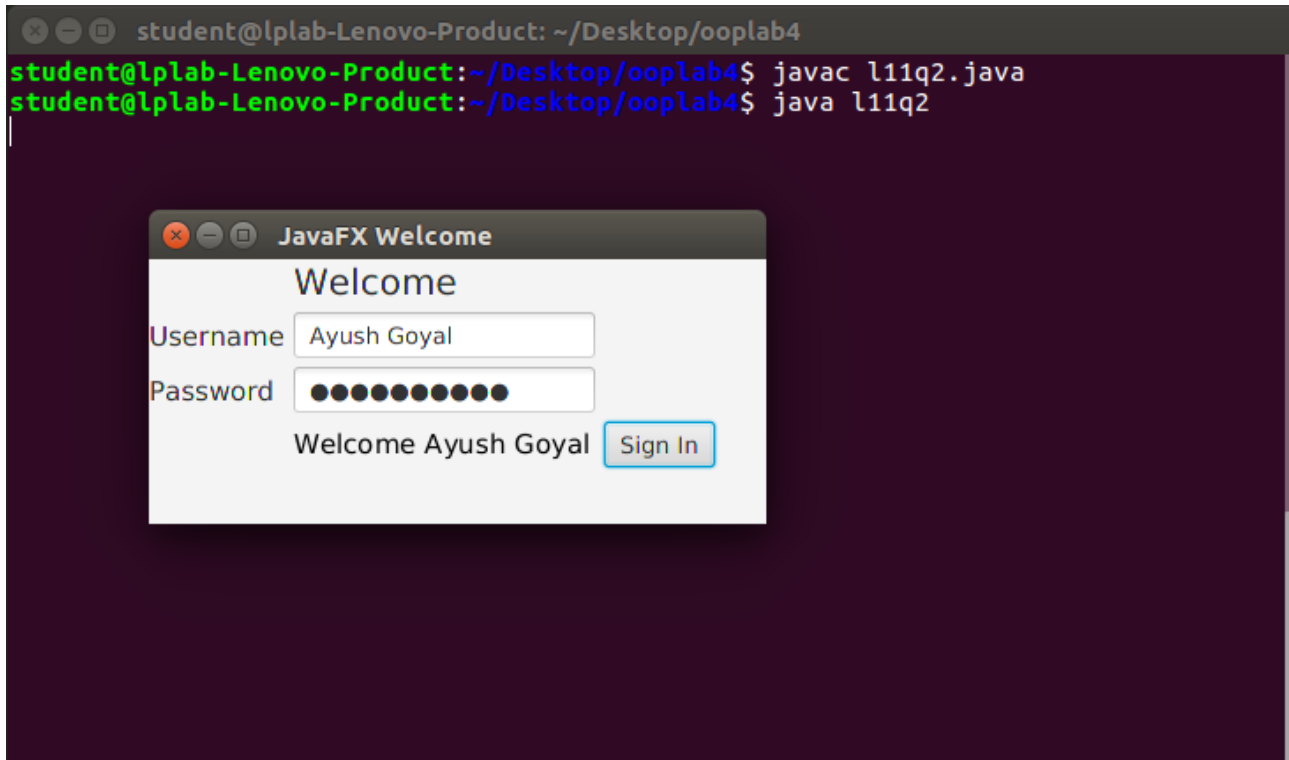 student@lplab-Lenovo-Product: ~/Desktop/ooplab4
student@lplab-Lenovo-Product:~/Desktop/ooplab4$ javac l11q2.java
student@lplab-Lenovo-Product:~/Desktop/ooplab4$ java l11q2
JavaFX Welcome
Welcome
Username Ayush Goyal
Password ●●●●●●●●●●
Welcome Ayush Goyal Sign In